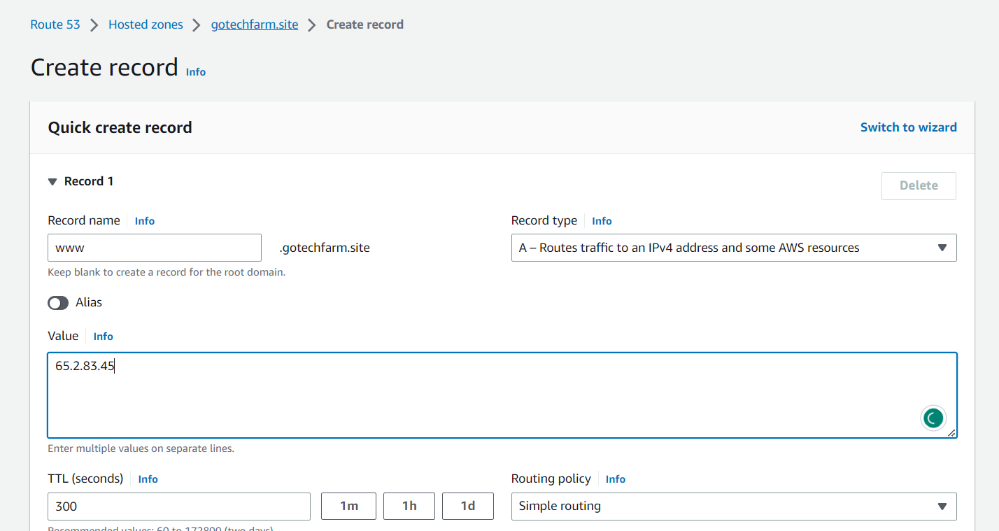 Route 53 > Hosted zones > gotechfarm.site > Create record
Create record Info
Quick create record Switch to wizard
Record 1 Delete
Record name Info Record type Info
www .gotechfarm.site A – Routes traffic to an IPv4 address and some AWS resources
Keep blank to create a record for the root domain.
Alias
Value Info
65.2.83.45
Enter multiple values on separate lines.
TTL (seconds) Info Routing policy Info
300 1m 1h 1d Simple routing
Recommended values: 60 to 172800 (two days)